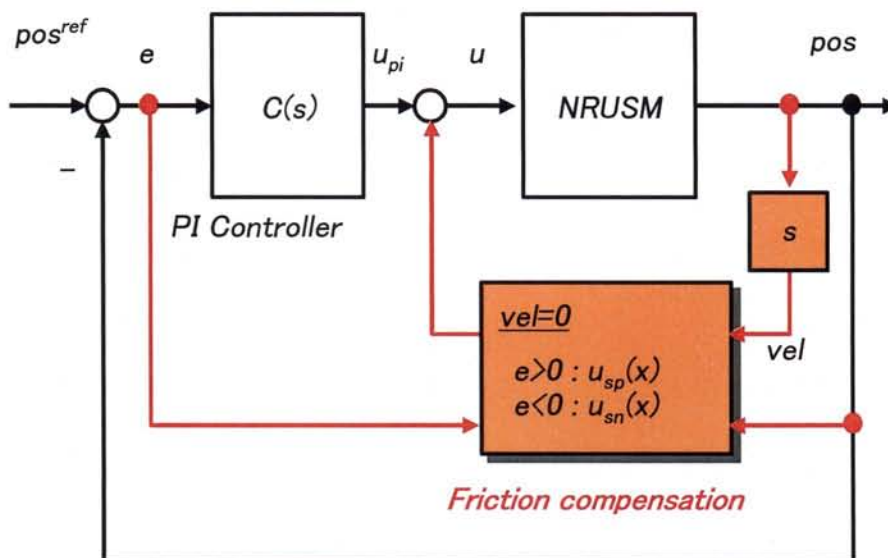 pos^ref
e
u_pi
u
pos
C(s)
NRUSM
−
PI Controller
s
vel=0
vel
e>0 : u_sp(x)
e<0 : u_sn(x)
Friction compensation